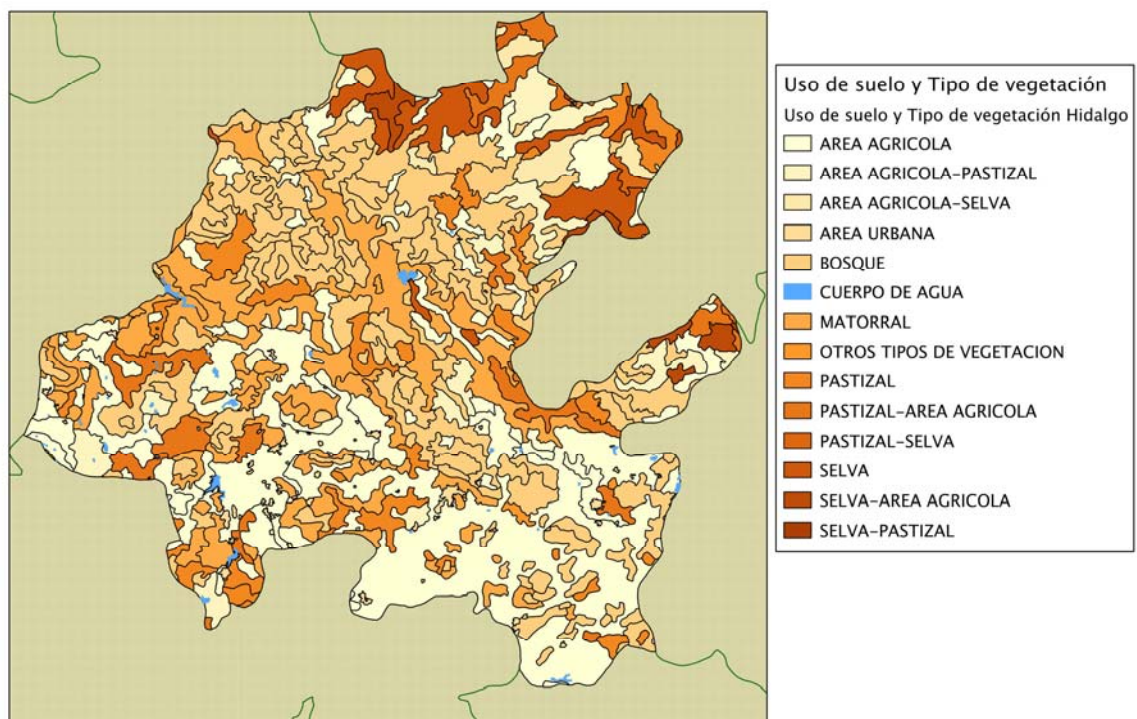 Uso de suelo y Tipo de vegetación
Uso de suelo y Tipo de vegetación Hidalgo
AREA AGRICOLA
AREA AGRICOLA-PASTIZAL
AREA AGRICOLA-SELVA
AREA URBANA
BOSQUE
CUERPO DE AGUA
MATORRAL
OTROS TIPOS DE VEGETACION
PASTIZAL
PASTIZAL-AREA AGRICOLA
PASTIZAL-SELVA
SELVA
SELVA-AREA AGRICOLA
SELVA-PASTIZAL